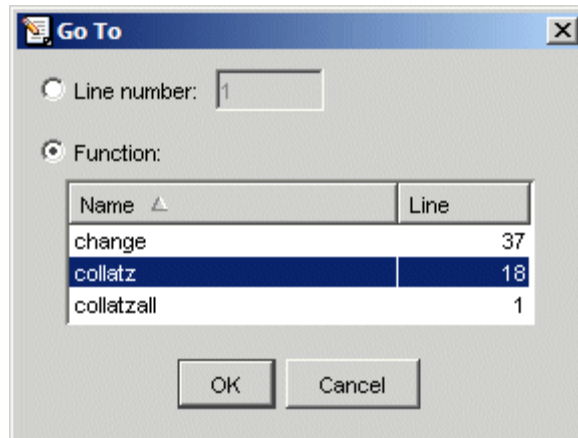 Go To
Line number: 1
Function:
Name Line
change 37
collatz 18
collatzall 1
OK Cancel